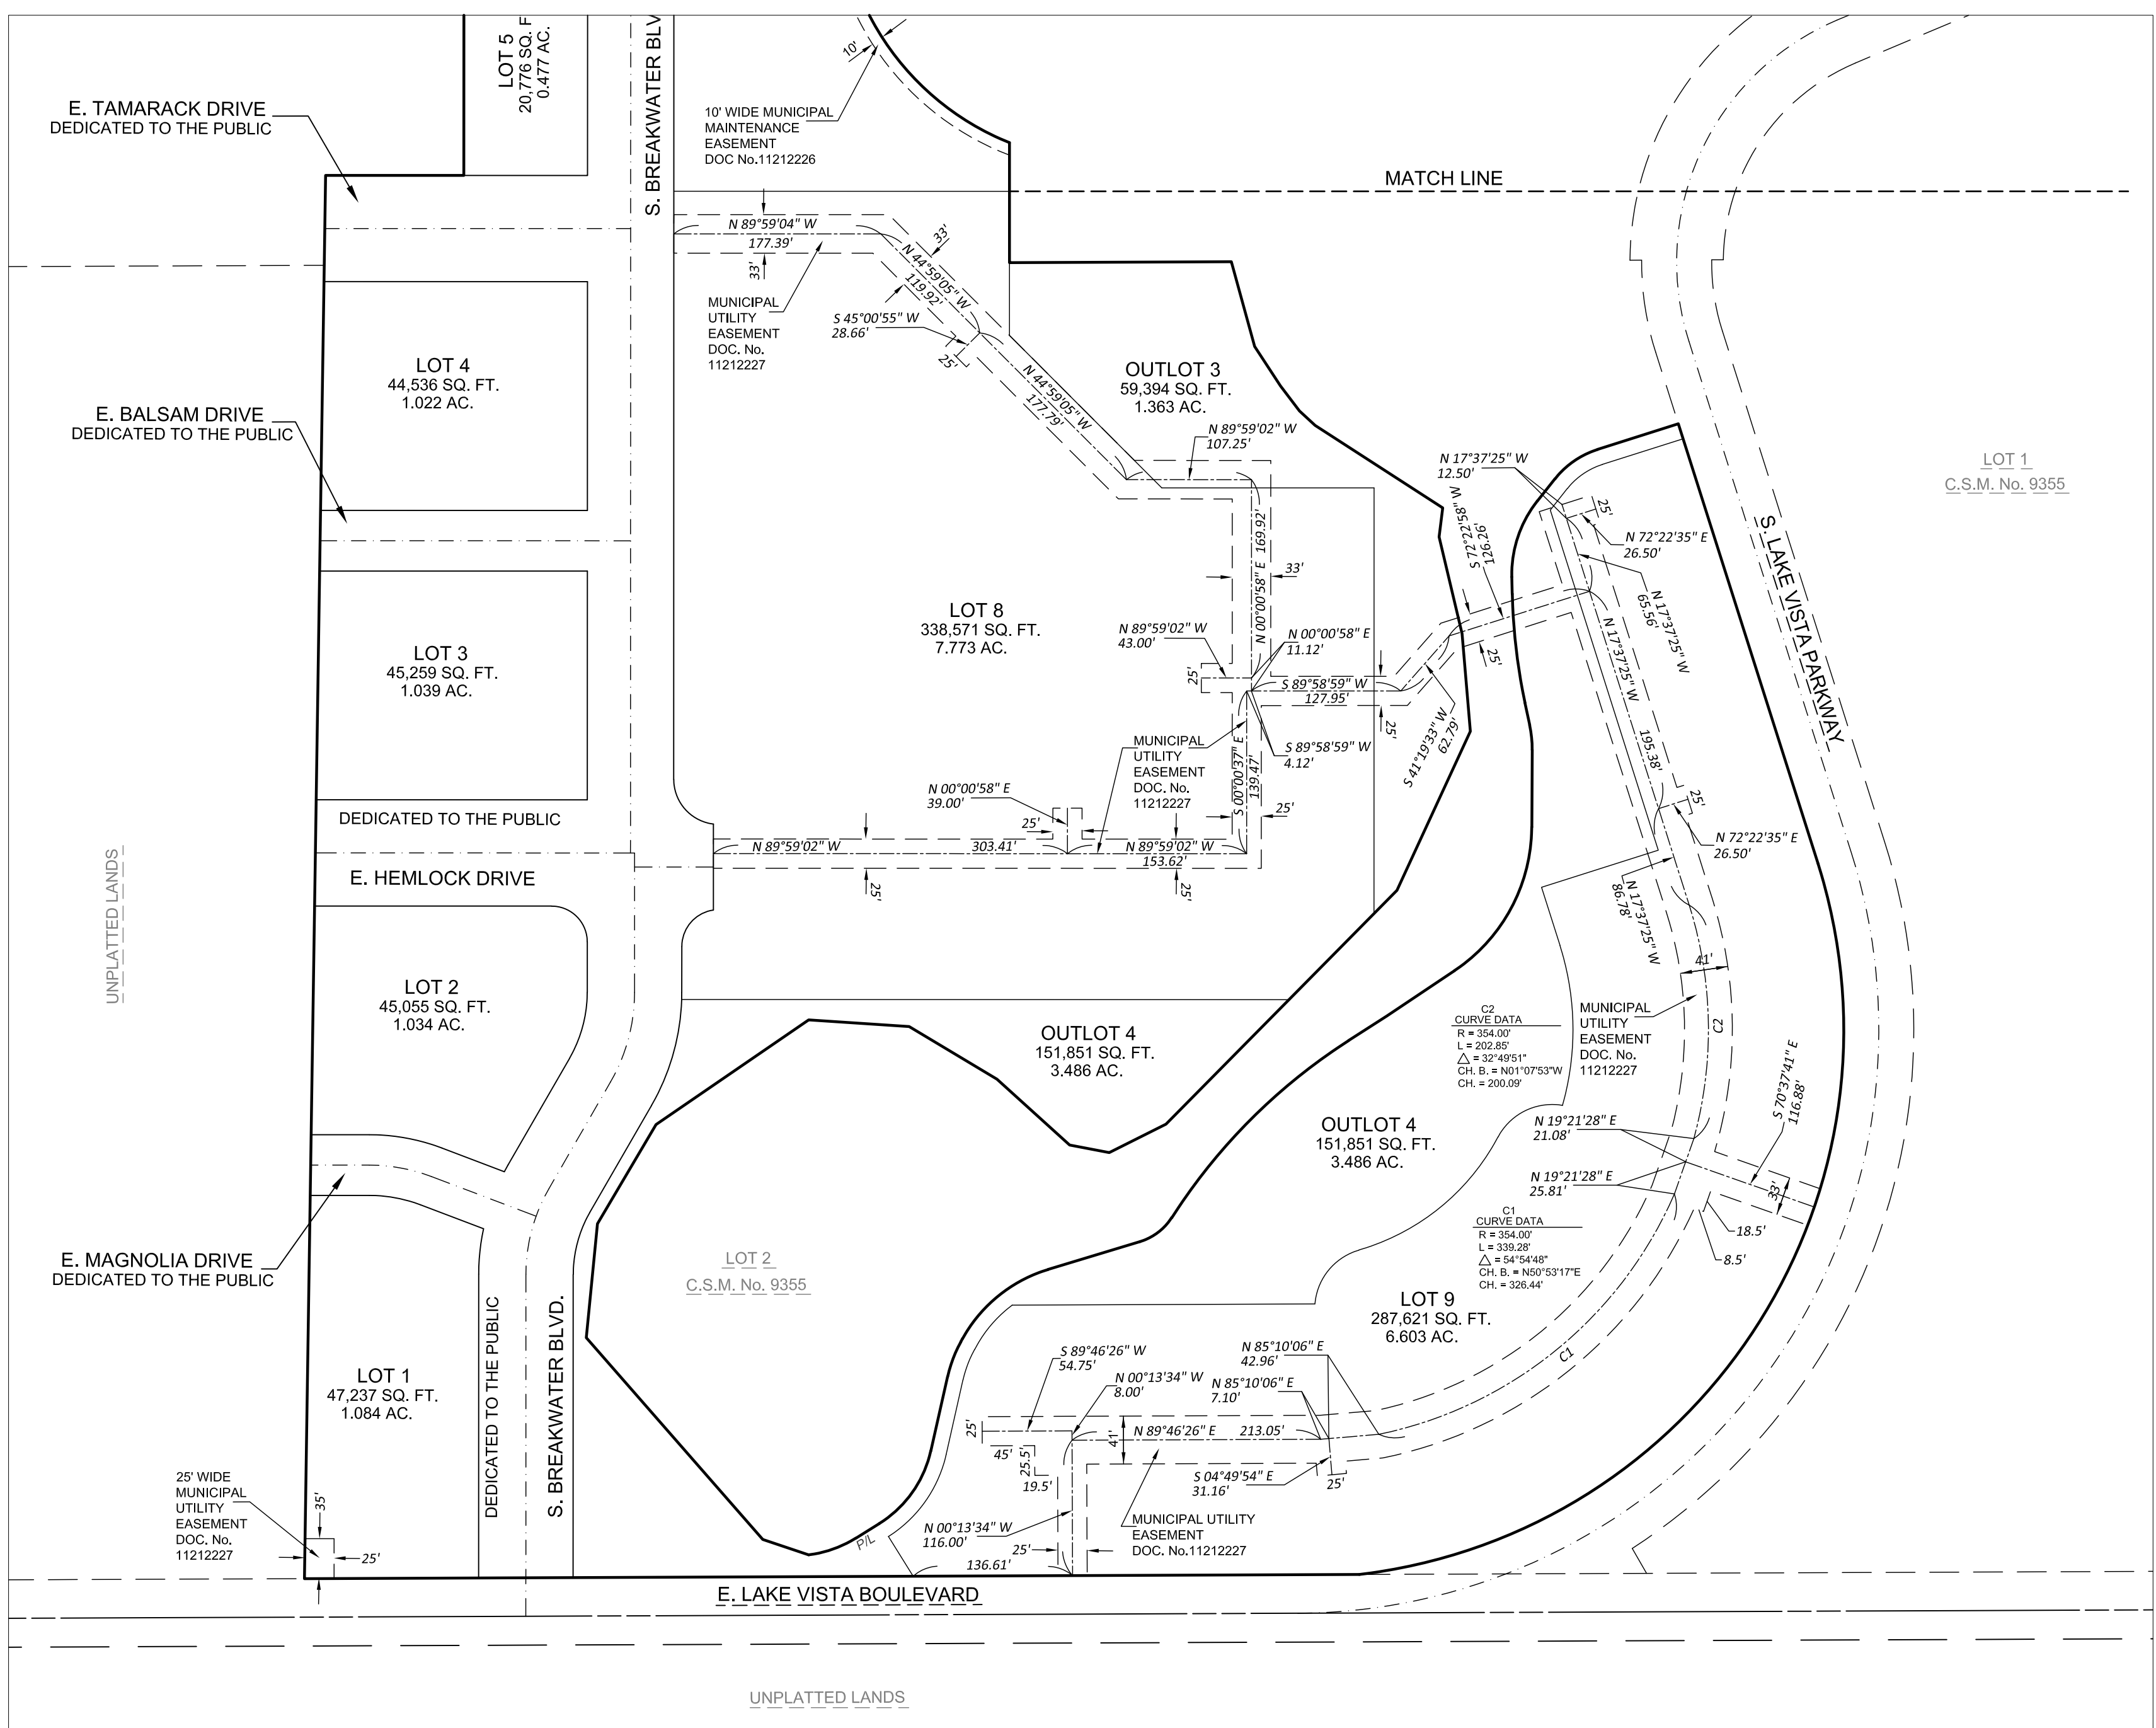 LOT 5
20,776 SQ. F
0.477 AC.
S. BREAKWATER BLV
10'
10' WIDE MUNICIPAL
MAINTENANCE
EASEMENT
DOC No.11212226
E. TAMARACK DRIVE
DEDICATED TO THE PUBLIC
MATCH LINE
N 89°59'04" W
177.39'
33'
33'
N 44°59'05" W
119.92'
MUNICIPAL
UTILITY
EASEMENT
DOC. No.
11212227
S 45°00'55" W
28.66'
25'
N 44°59'05" W
177.79'
LOT 4
44,536 SQ. FT.
1.022 AC.
OUTLOT 3
59,394 SQ. FT.
1.363 AC.
E. BALSAM DRIVE
DEDICATED TO THE PUBLIC
N 89°59'02" W
107.25'
N 17°37'25" W
12.50'
LOT 1
C.S.M. No. 9355
S 72°22'58" W
126.26'
25'
N 72°22'35" E
26.50'
N 17°37'25" W
65.56'
S. LAKE VISTA PARKWAY
N 00°00'58" E 169.92'
33'
LOT 8
338,571 SQ. FT.
7.773 AC.
N 89°59'02" W
43.00'
N 00°00'58" E
11.12'
25'
25'
N 17°37'25" W
195.38'
LOT 3
45,259 SQ. FT.
1.039 AC.
S 89°58'59" W
127.95'
25'
S 41°19'33" W
62.79'
MUNICIPAL
UTILITY
EASEMENT
DOC. No.
11212227
S 00°00'37" E
139.47'
S 89°58'59" W
4.12'
N 00°00'58" E
39.00'
25'
25'
25'
N 72°22'35" E
26.50'
DEDICATED TO THE PUBLIC
N 89°59'02" W 303.41'
N 89°59'02" W
153.62'
25'
25'
E. HEMLOCK DRIVE
UNPLATTED LANDS
N 17°37'25" W
86.78'
41'
LOT 2
45,055 SQ. FT.
1.034 AC.
OUTLOT 4
151,851 SQ. FT.
3.486 AC.
C2
CURVE DATA
R = 354.00'
L = 202.85'
△ = 32°49'51"
CH. B. = N01°07'53"W
CH. = 200.09'
MUNICIPAL
UTILITY
EASEMENT
DOC. No.
11212227
C2
S 70°37'41" E
116.88'
OUTLOT 4
151,851 SQ. FT.
3.486 AC.
N 19°21'28" E
21.08'
N 19°21'28" E
25.81'
33'
18.5'
8.5'
C1
CURVE DATA
R = 354.00'
L = 339.28'
△ = 54°54'48"
CH. B. = N50°53'17"E
CH. = 326.44'
E. MAGNOLIA DRIVE
DEDICATED TO THE PUBLIC
LOT 2
C.S.M. No. 9355
LOT 9
287,621 SQ. FT.
6.603 AC.
C1
DEDICATED TO THE PUBLIC
S. BREAKWATER BLVD.
LOT 1
47,237 SQ. FT.
1.084 AC.
S 89°46'26" W
54.75'
N 00°13'34" W
8.00'
N 85°10'06" E
42.96'
N 85°10'06" E
7.10'
25'
N 89°46'26" E 213.05'
41'
45'
25.5'
19.5'
S 04°49'54" E
31.16'
25'
25' WIDE
MUNICIPAL
UTILITY
EASEMENT
DOC. No.
11212227
35'
25'
P/L
N 00°13'34" W
116.00'
25'
136.61'
MUNICIPAL UTILITY
EASEMENT
DOC. No.11212227
E. LAKE VISTA BOULEVARD
UNPLATTED LANDS